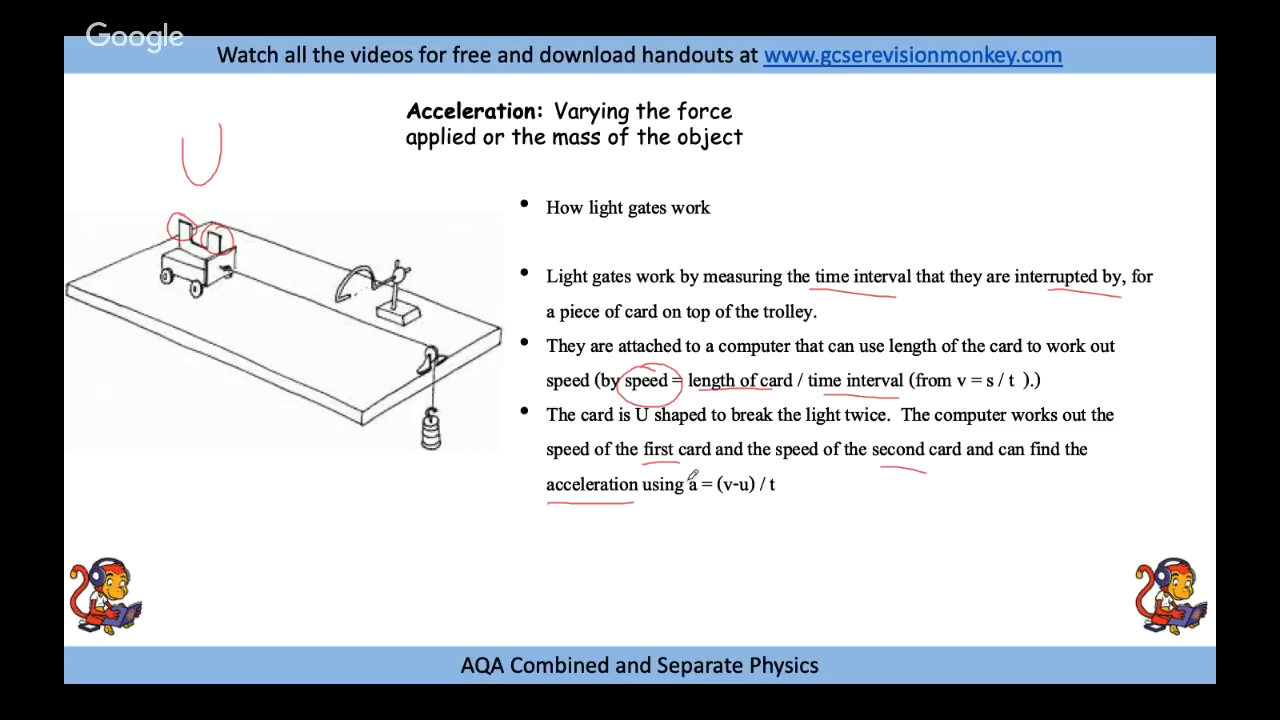 Google
Watch all the videos for free and download handouts at www.gcserevisionmonkey.com
Acceleration: Varying the force
applied or the mass of the object
U
• How light gates work
• Light gates work by measuring the time interval that they are interrupted by, for
a piece of card on top of the trolley.
• They are attached to a computer that can use length of the card to work out
speed (by speed = length of card / time interval (from v = s / t ).)
• The card is U shaped to break the light twice. The computer works out the
speed of the first card and the speed of the second card and can find the
acceleration using a = (v-u) / t
AQA Combined and Separate Physics